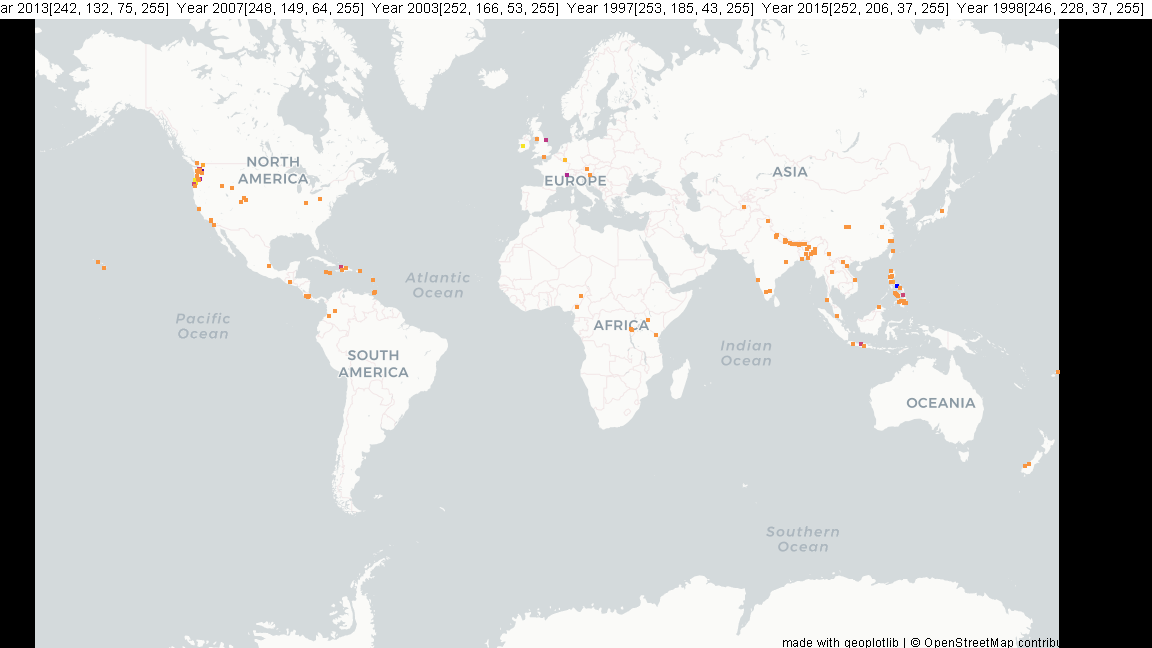 ar 2013[242, 132, 75, 255] Year 2007[248, 149, 64, 255] Year 2003[252, 166, 53, 255] Year 1997[253, 185, 43, 255] Year 2015[252, 206, 37, 255] Year 1998[246, 228, 37, 255]
NORTH
AMERICA
EUROPE
ASIA
Atlantic
Ocean
Pacific
Ocean
AFRICA
Indian
Ocean
SOUTH
AMERICA
OCEANIA
Southern
Ocean
made with geoplotlib | © OpenStreetMap contribu